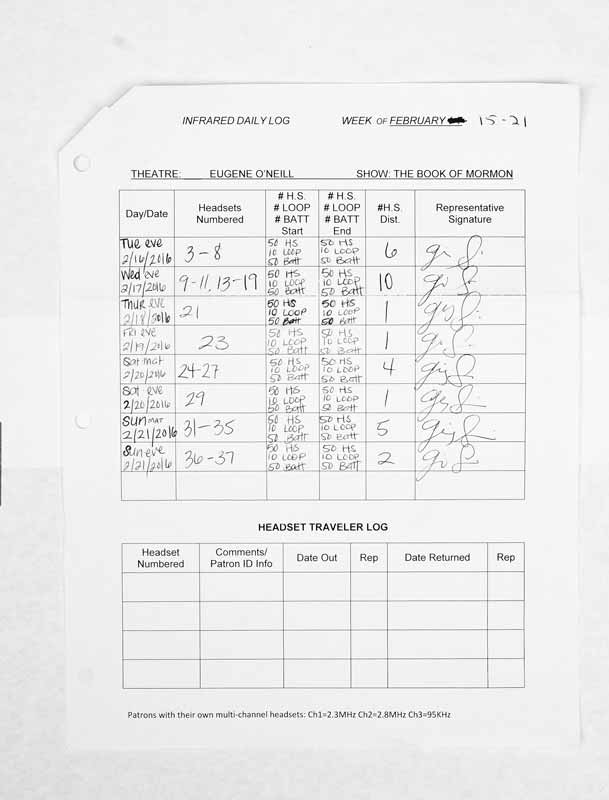 INFRARED DAILY LOG WEEK OF FEBRUARY 15-21
THEATRE: EUGENE O'NEILL SHOW: THE BOOK OF MORMON
Day/Date Headsets Numbered # H.S. # LOOP # BATT Start # H.S. # LOOP # BATT End #H.S. Dist. Representative Signature
Tue eve 2/16/2016 3-8 50 HS 10 LOOP 50 Batt 50 HS 10 LOOP 50 Batt 6
Wed eve 2/17/2016 9-11, 13-19 50 HS 10 LOOP 50 Batt 50 HS 10 LOOP 50 Batt 10
Thur eve 2/18/2016 21 50 HS 10 LOOP 50 Batt 50 HS 10 LOOP 50 Batt 1
Fri eve 2/19/2016 23 50 HS 10 LOOP 50 Batt 50 HS 10 LOOP 50 Batt 1
Sat mat 2/20/2016 24-27 50 HS 10 LOOP 50 Batt 50 HS 10 LOOP 50 Batt 4
Sat eve 2/20/2016 29 50 HS 10 LOOP 50 Batt 50 HS 10 LOOP 50 Batt 1
Sun mat 2/21/2016 31-35 50 HS 10 LOOP 50 Batt 50 HS 10 LOOP 50 Batt 5
Sun eve 2/21/2016 36-37 50 HS 10 LOOP 50 Batt 50 HS 10 LOOP 50 Batt 2
HEADSET TRAVELER LOG
Headset Numbered Comments/ Patron ID Info Date Out Rep Date Returned Rep
Patrons with their own multi-channel headsets: Ch1=2.3MHz Ch2=2.8MHz Ch3=95KHz